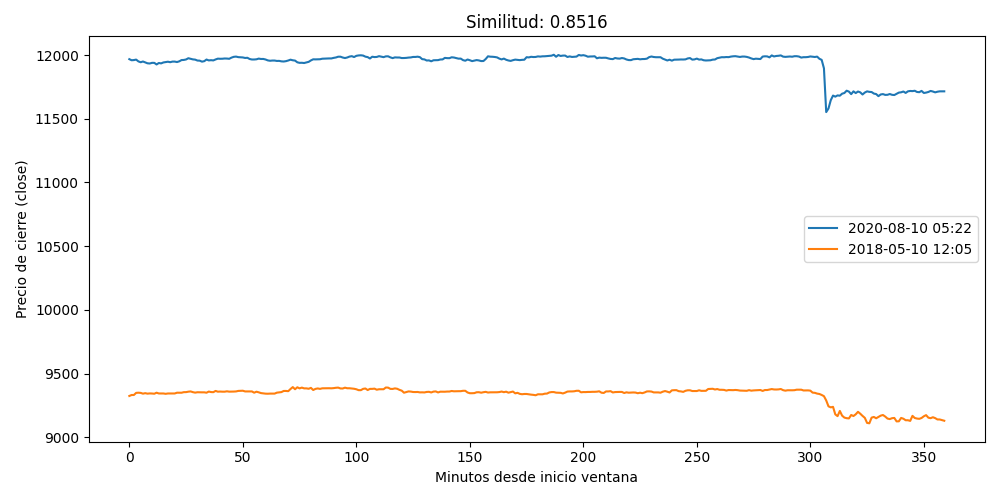 Similitud: 0.8516
Precio de cierre (close)
12000
11500
11000
10500
10000
9500
9000
2020-08-10 05:22
2018-05-10 12:05
0 50 100 150 200 250 300 350
Minutos desde inicio ventana